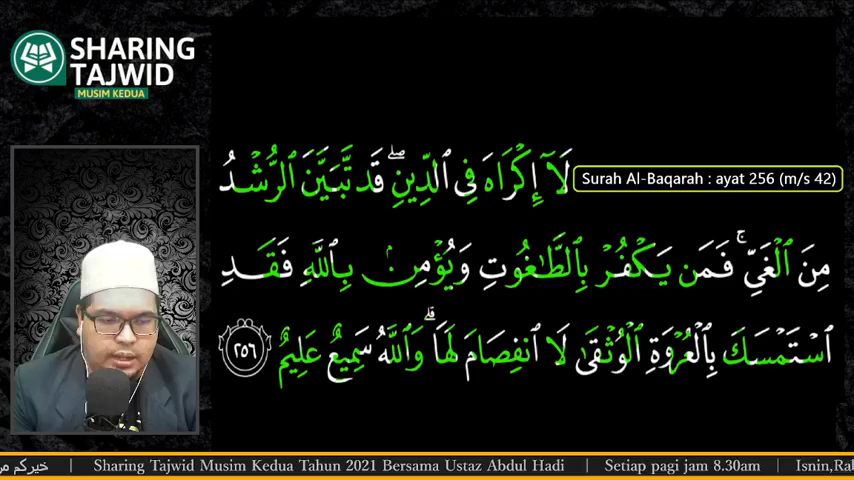 SHARING
TAJWID
MUSIM KEDUA
لَآ إِكْرَاهَ فِى ٱلدِّينِ ۖ قَد تَّبَيَّنَ ٱلرُّشْدُ
Surah Al-Baqarah : ayat 256 (m/s 42)
مِنَ ٱلْغَىِّ ۚ فَمَن يَكْفُرْ بِٱلطَّـٰغُوتِ وَيُؤْمِنۢ بِٱللَّهِ فَقَدِ
ٱسْتَمْسَكَ بِٱلْعُرْوَةِ ٱلْوُثْقَىٰ لَا ٱنفِصَامَ لَهَا ۗ وَٱللَّهُ سَمِيعٌ عَلِيمٌ ٢٥٦
خيركم | Sharing Tajwid Musim Kedua Tahun 2021 Bersama Ustaz Abdul Hadi | Setiap pagi jam 8.30am | Isnin,